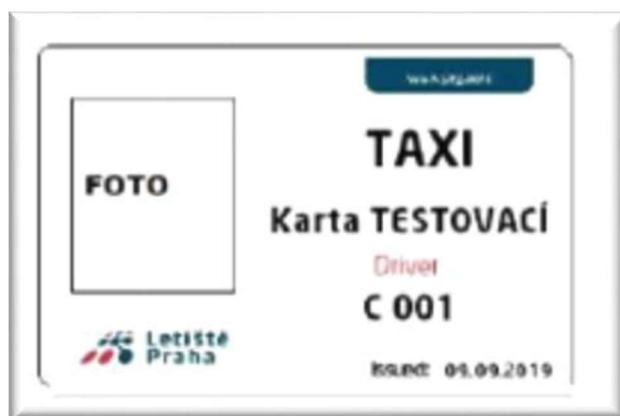 TAXI
FOTO
Karta TESTOVACÍ
Driver
C 001
Letiště
Praha
Issued: 09.09.2019